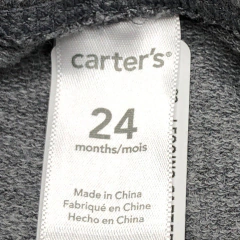 carter's®
24
months/mois
Made in China
Fabriqué en Chine
Hecho en China